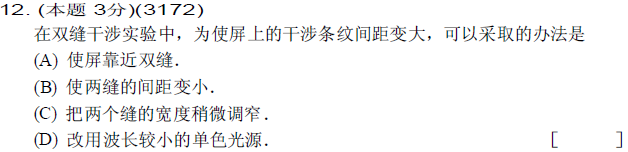 12. (本题 3分)(3172)
在双缝干涉实验中，为使屏上的干涉条纹间距变大，可以采取的办法是
(A) 使屏靠近双缝．
(B) 使两缝的间距变小．
(C) 把两个缝的宽度稍微调窄．
(D) 改用波长较小的单色光源． [ ]